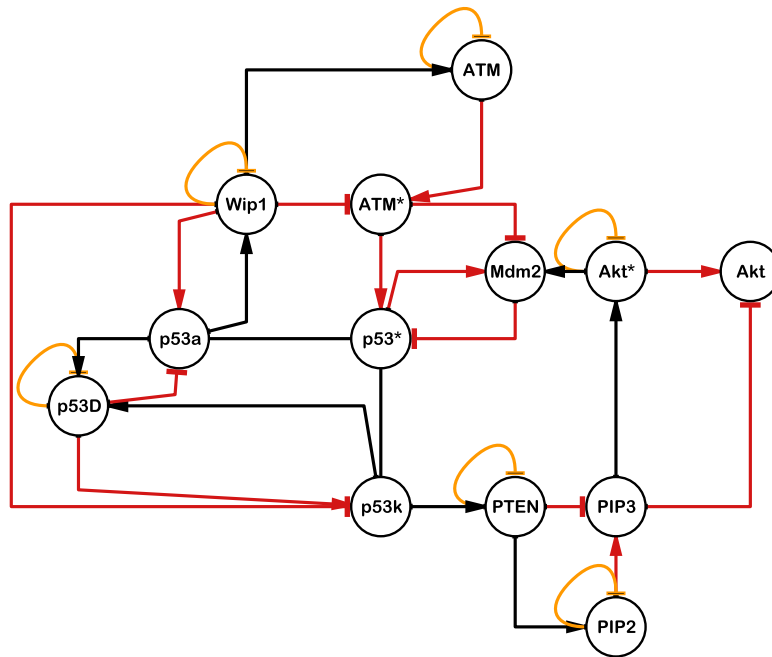 ATM
Wip1
ATM*
Mdm2
Akt*
Akt
p53a
p53*
p53D
p53k
PTEN
PIP3
PIP2